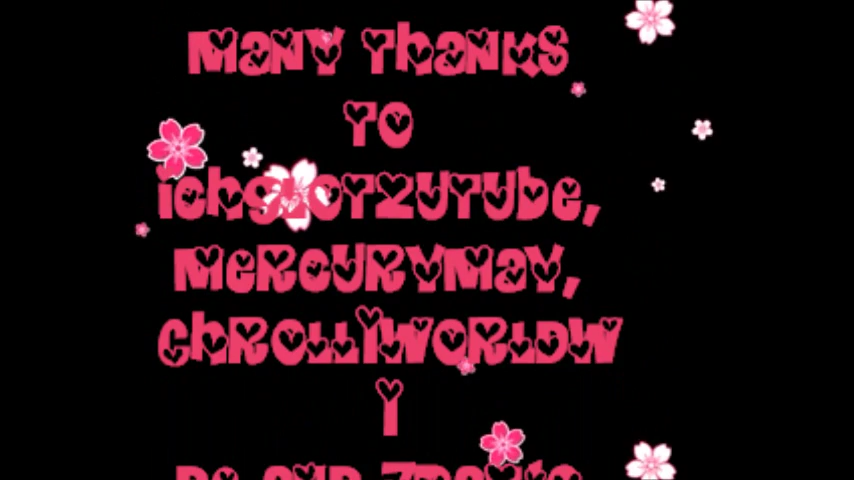 MaNY ThaNKS
TO
ichgLOTZUTUbe,
MeRCURYMaY,
ChROLLIWORLDW
I